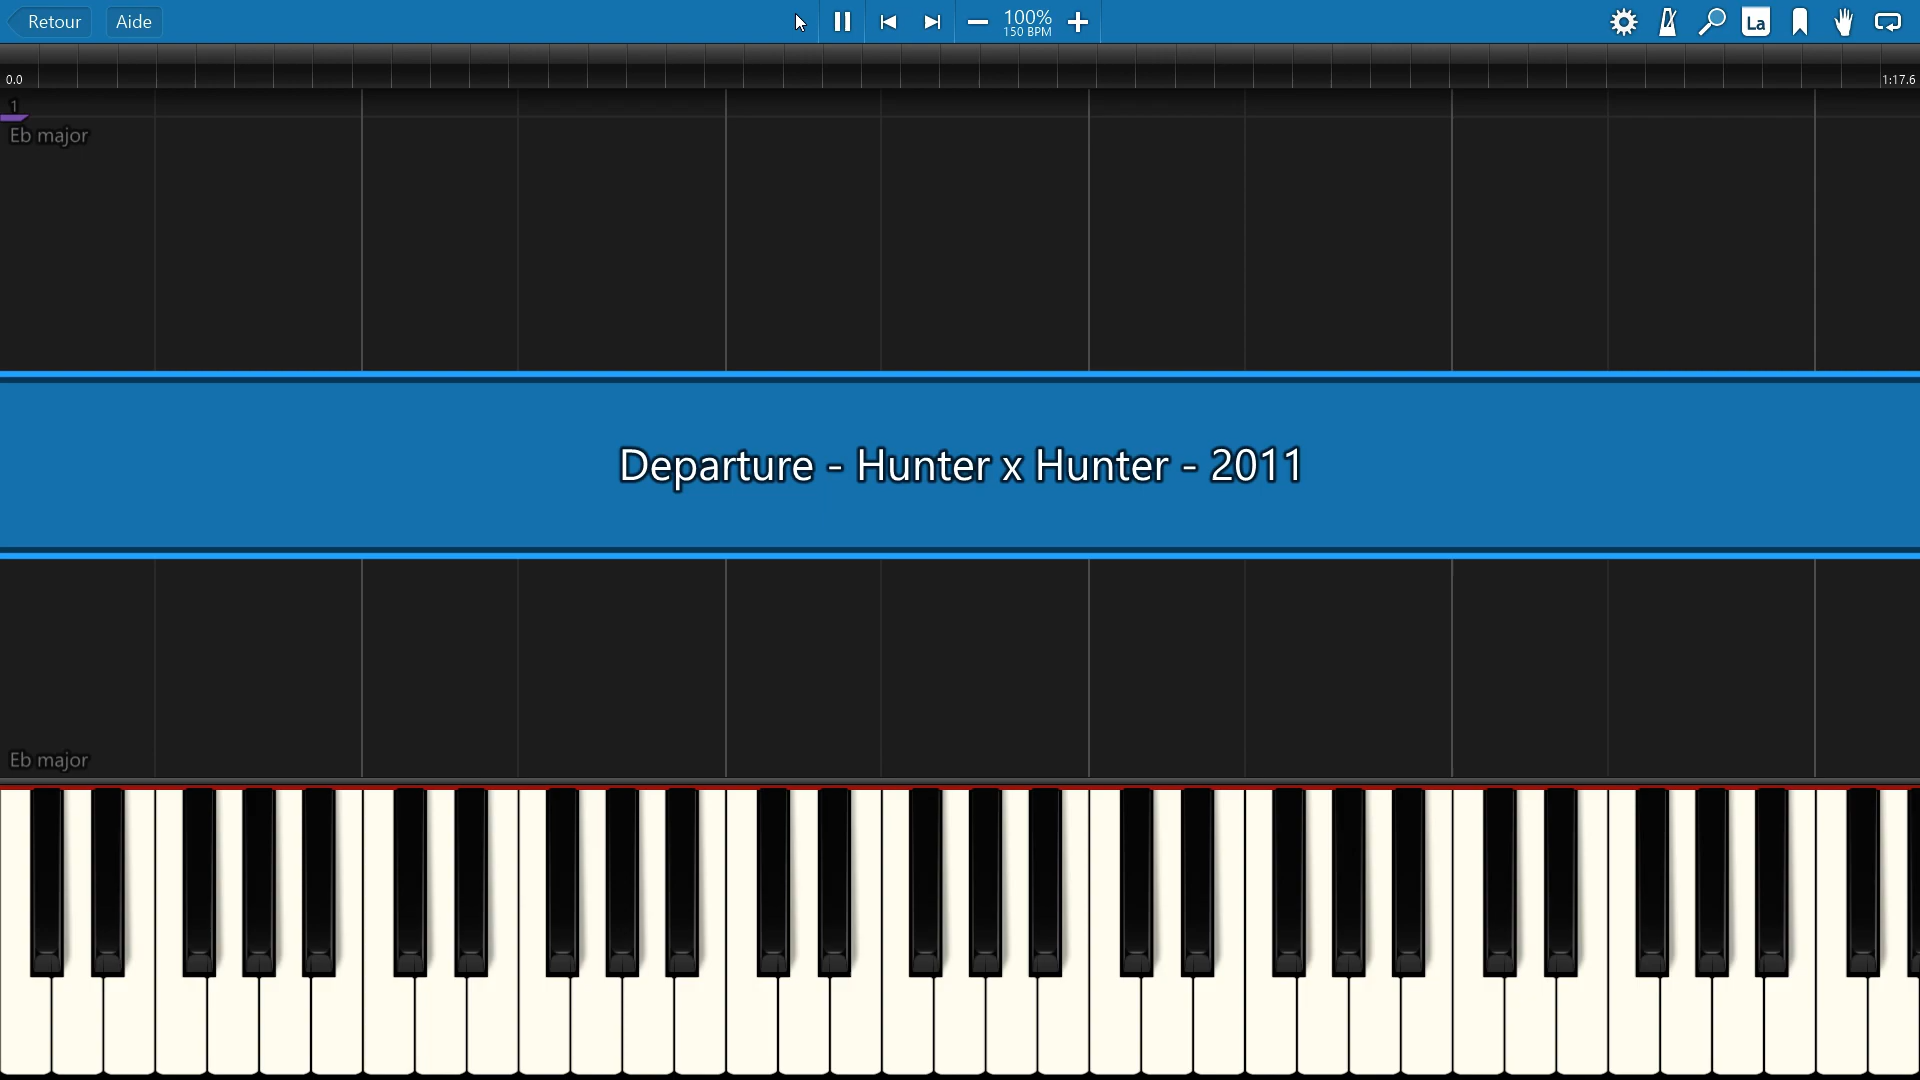 Retour
Aide
100%
150 BPM
La
0.0
1:17.6
1
Eb major
Departure - Hunter x Hunter - 2011
Eb major